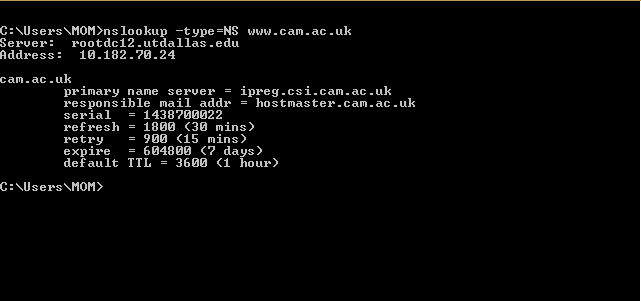 C:\Users\MOM>nslookup -type=NS www.cam.ac.uk
Server:  rootdc12.utdallas.edu
Address:  10.182.70.24
cam.ac.uk
        primary name server = ipreg.csi.cam.ac.uk
        responsible mail addr = hostmaster.cam.ac.uk
        serial  = 1438700022
        refresh = 1800 (30 mins)
        retry   = 900 (15 mins)
        expire  = 604800 (7 days)
        default TTL = 3600 (1 hour)
C:\Users\MOM>